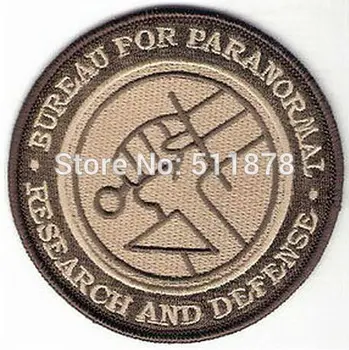 BUREAU FOR PARANORMAL
Store No: 511878
RESEARCH AND DEFENSE